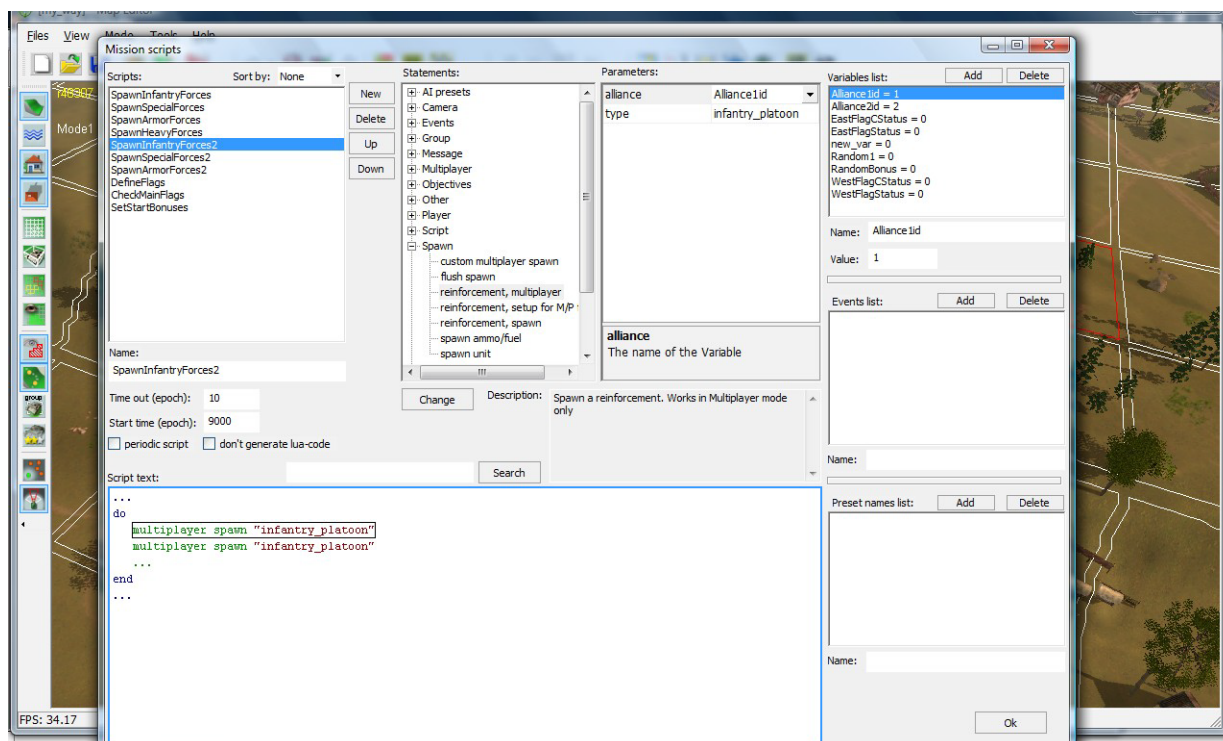 [my_way] - Map Editor
Files View Mode Tools Help
Mission scripts
Scripts: Sort by: None
SpawnInfantryForces
SpawnSpecialForces
SpawnArmorForces
SpawnHeavyForces
SpawnInfantryForces2
SpawnSpecialForces2
SpawnArmorForces2
DefineFlags
CheckMainFlags
SetStartBonuses
New
Delete
Up
Down
Name:
SpawnInfantryForces2
Time out (epoch): 10
Start time (epoch): 9000
periodic script don't generate lua-code
Statements:
AI presets
Camera
Events
Group
Message
Multiplayer
Objectives
Other
Player
Script
Spawn
custom multiplayer spawn
flush spawn
reinforcement, multiplayer
reinforcement, setup for M/P
reinforcement, spawn
spawn ammo/fuel
spawn unit
Parameters:
alliance Alliance1id
type infantry_platoon
alliance
The name of the Variable
Change Description: Spawn a reinforcement. Works in Multiplayer mode
only
Script text: Search
...
do
multiplayer spawn "infantry_platoon"
multiplayer spawn "infantry_platoon"
...
end
...
Variables list: Add Delete
Alliance1id = 1
Alliance2id = 2
EastFlagCStatus = 0
EastFlagStatus = 0
new_var = 0
Random1 = 0
RandomBonus = 0
WestFlagCStatus = 0
WestFlagStatus = 0
Name: Alliance1id
Value: 1
Events list: Add Delete
Name:
Preset names list: Add Delete
Name:
Ok
Mode1
group
FPS: 34.17